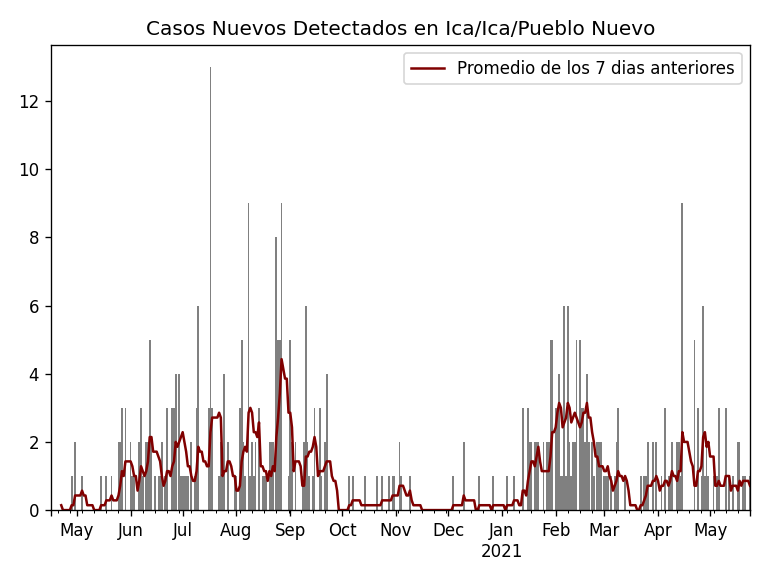 Casos Nuevos Detectados en Ica/Ica/Pueblo Nuevo
Promedio de los 7 dias anteriores
12
10
8
6
4
2
0
May Jun Jul Aug Sep Oct Nov Dec Jan Feb Mar Apr May
2021